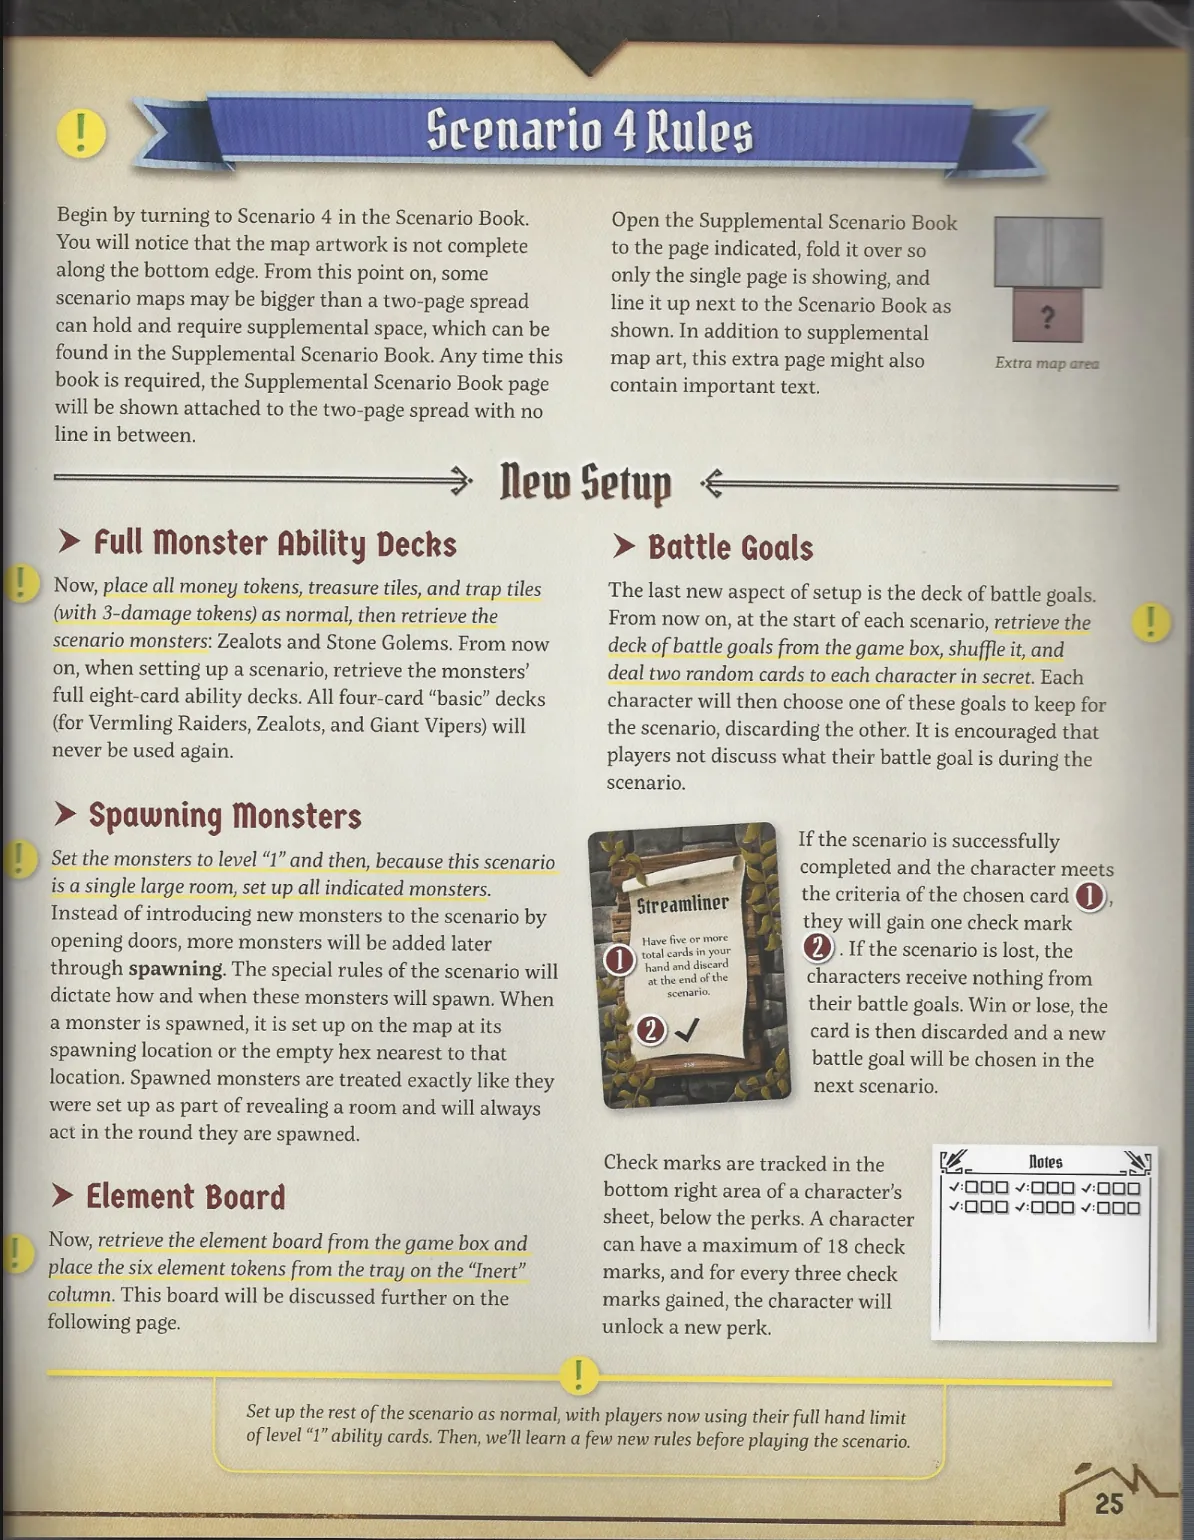 Scenario 4 Rules
Begin by turning to Scenario 4 in the Scenario Book.
You will notice that the map artwork is not complete
along the bottom edge. From this point on, some
scenario maps may be bigger than a two-page spread
can hold and require supplemental space, which can be
found in the Supplemental Scenario Book. Any time this
book is required, the Supplemental Scenario Book page
will be shown attached to the two-page spread with no
line in between.
Open the Supplemental Scenario Book
to the page indicated, fold it over so
only the single page is showing, and
line it up next to the Scenario Book as
shown. In addition to supplemental
map art, this extra page might also
contain important text.
?
Extra map area
New Setup
Full Monster Ability Decks
Now, place all money tokens, treasure tiles, and trap tiles
(with 3-damage tokens) as normal, then retrieve the
scenario monsters: Zealots and Stone Golems. From now
on, when setting up a scenario, retrieve the monsters'
full eight-card ability decks. All four-card “basic” decks
(for Vermling Raiders, Zealots, and Giant Vipers) will
never be used again.
Spawning Monsters
Set the monsters to level “1” and then, because this scenario
is a single large room, set up all indicated monsters.
Instead of introducing new monsters to the scenario by
opening doors, more monsters will be added later
through spawning. The special rules of the scenario will
dictate how and when these monsters will spawn. When
a monster is spawned, it is set up on the map at its
spawning location or the empty hex nearest to that
location. Spawned monsters are treated exactly like they
were set up as part of revealing a room and will always
act in the round they are spawned.
Element Board
Now, retrieve the element board from the game box and
place the six element tokens from the tray on the “Inert”
column. This board will be discussed further on the
following page.
Battle Goals
The last new aspect of setup is the deck of battle goals.
From now on, at the start of each scenario, retrieve the
deck of battle goals from the game box, shuffle it, and
deal two random cards to each character in secret. Each
character will then choose one of these goals to keep for
the scenario, discarding the other. It is encouraged that
players not discuss what their battle goal is during the
scenario.
Streamliner
1
Have five or more
total cards in your
hand and discard
at the end of the
scenario.
2 ✓
If the scenario is successfully
completed and the character meets
the criteria of the chosen card 1,
they will gain one check mark
2. If the scenario is lost, the
characters receive nothing from
their battle goals. Win or lose, the
card is then discarded and a new
battle goal will be chosen in the
next scenario.
Check marks are tracked in the
bottom right area of a character's
sheet, below the perks. A character
can have a maximum of 18 check
marks, and for every three check
marks gained, the character will
unlock a new perk.
Notes
✓:□□□ ✓:□□□ ✓:□□□
✓:□□□ ✓:□□□ ✓:□□□
!
Set up the rest of the scenario as normal, with players now using their full hand limit
of level “1” ability cards. Then, we'll learn a few new rules before playing the scenario.
25